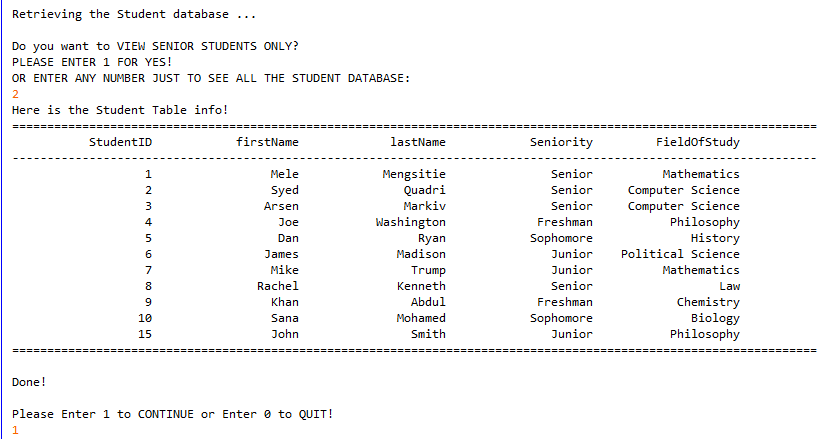 Retrieving the Student database ...
Do you want to VIEW SENIOR STUDENTS ONLY?
PLEASE ENTER 1 FOR YES!
OR ENTER ANY NUMBER JUST TO SEE ALL THE STUDENT DATABASE:
2
Here is the Student Table info!
===================================================================================================================
StudentID firstName lastName Seniority FieldOfStudy
-------------------------------------------------------------------------------------------------------------------
1 Mele Mengsitie Senior Mathematics
2 Syed Quadri Senior Computer Science
3 Arsen Markiv Senior Computer Science
4 Joe Washington Freshman Philosophy
5 Dan Ryan Sophomore History
6 James Madison Junior Political Science
7 Mike Trump Junior Mathematics
8 Rachel Kenneth Senior Law
9 Khan Abdul Freshman Chemistry
10 Sana Mohamed Sophomore Biology
15 John Smith Junior Philosophy
===================================================================================================================
Done!
Please Enter 1 to CONTINUE or Enter 0 to QUIT!
1